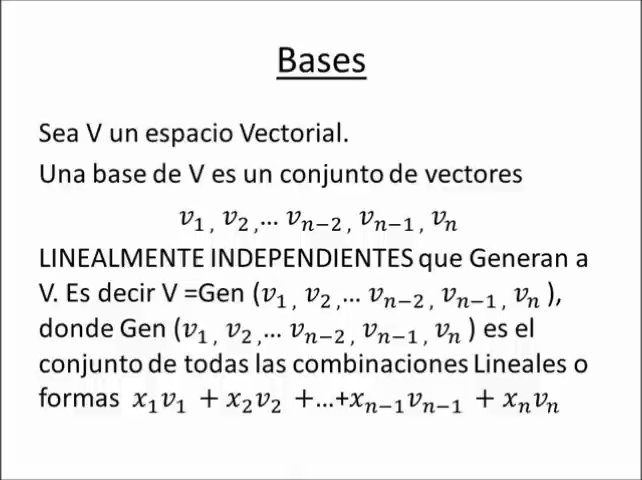 Bases
Sea V un espacio Vectorial.
Una base de V es un conjunto de vectores
v₁ , v₂ ,... vₙ₋₂ , vₙ₋₁ , vₙ
LINEALMENTE INDEPENDIENTES que Generan a
V. Es decir V =Gen (v₁ , v₂ ,... vₙ₋₂ , vₙ₋₁ , vₙ ),
donde Gen (v₁ , v₂ ,... vₙ₋₂ , vₙ₋₁ , vₙ ) es el
conjunto de todas las combinaciones Lineales o
formas x₁v₁ + x₂v₂ +...+xₙ₋₁vₙ₋₁ + xₙvₙ